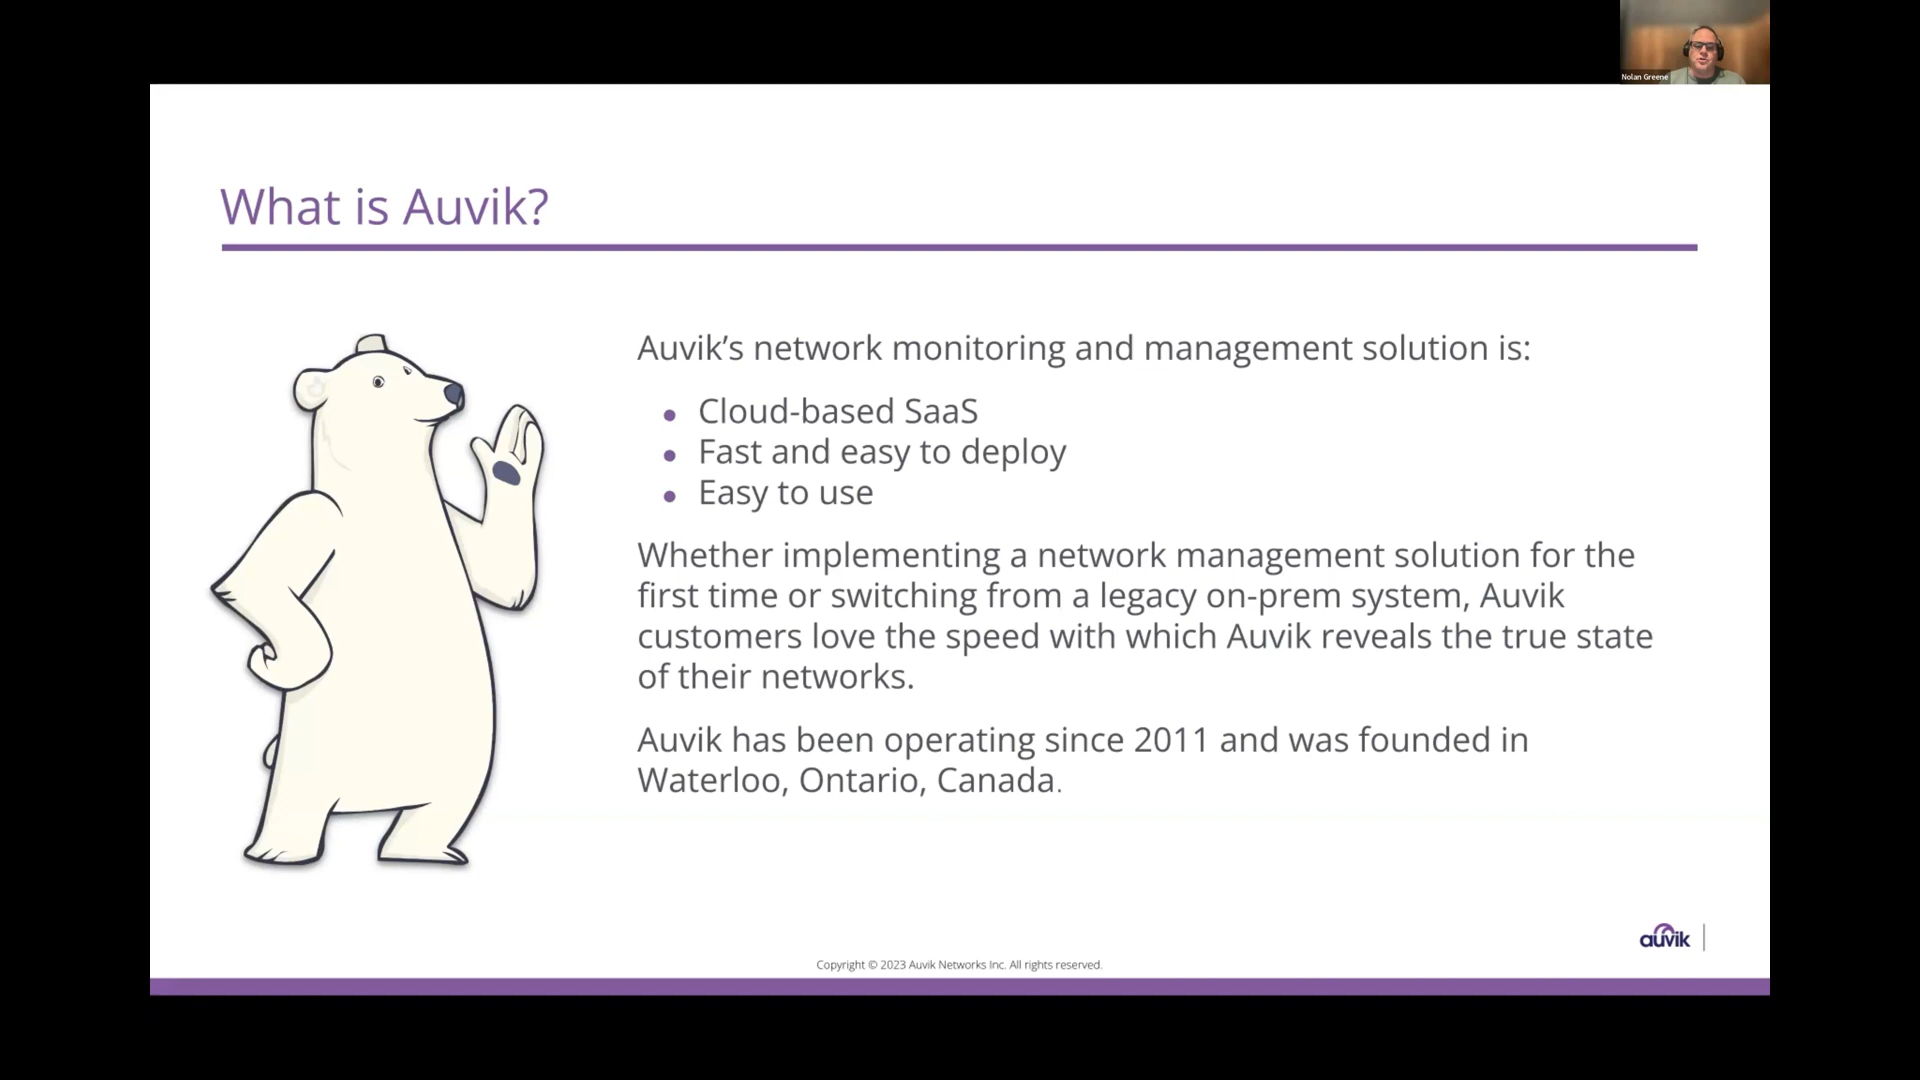 Nolan Greene
What is Auvik?
Auvik’s network monitoring and management solution is:
• Cloud-based SaaS
• Fast and easy to deploy
• Easy to use
Whether implementing a network management solution for the
first time or switching from a legacy on-prem system, Auvik
customers love the speed with which Auvik reveals the true state
of their networks.
Auvik has been operating since 2011 and was founded in
Waterloo, Ontario, Canada.
auvik
Copyright © 2023 Auvik Networks Inc. All rights reserved.